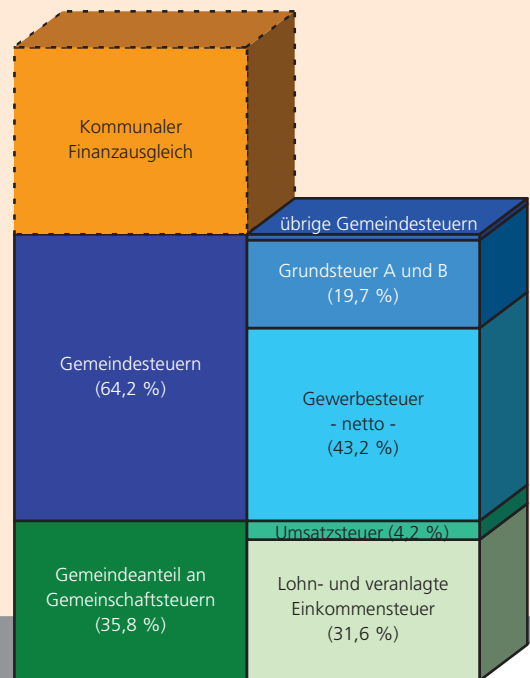 Kommunaler
Finanzausgleich
übrige Gemeindesteuern
Grundsteuer A und B
(19,7 %)
Gemeindesteuern
(64,2 %)
Gewerbesteuer
- netto -
(43,2 %)
Umsatzsteuer (4,2 %)
Gemeindeanteil an
Gemeinschaftsteuern
(35,8 %)
Lohn- und veranlagte
Einkommensteuer
(31,6 %)